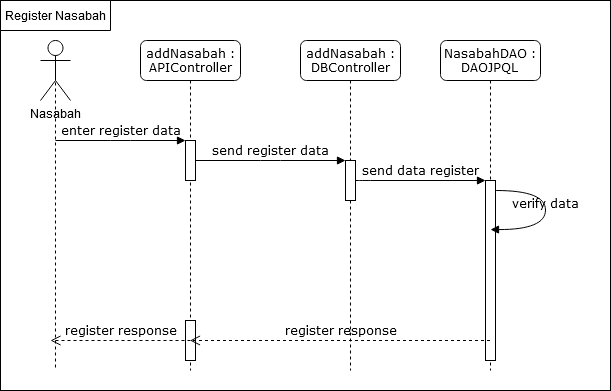 Register Nasabah
addNasabah :
APIController
addNasabah :
DBController
NasabahDAO :
DAOJPQL
Nasabah
enter register data
send register data
send data register
verify data
register response
register response